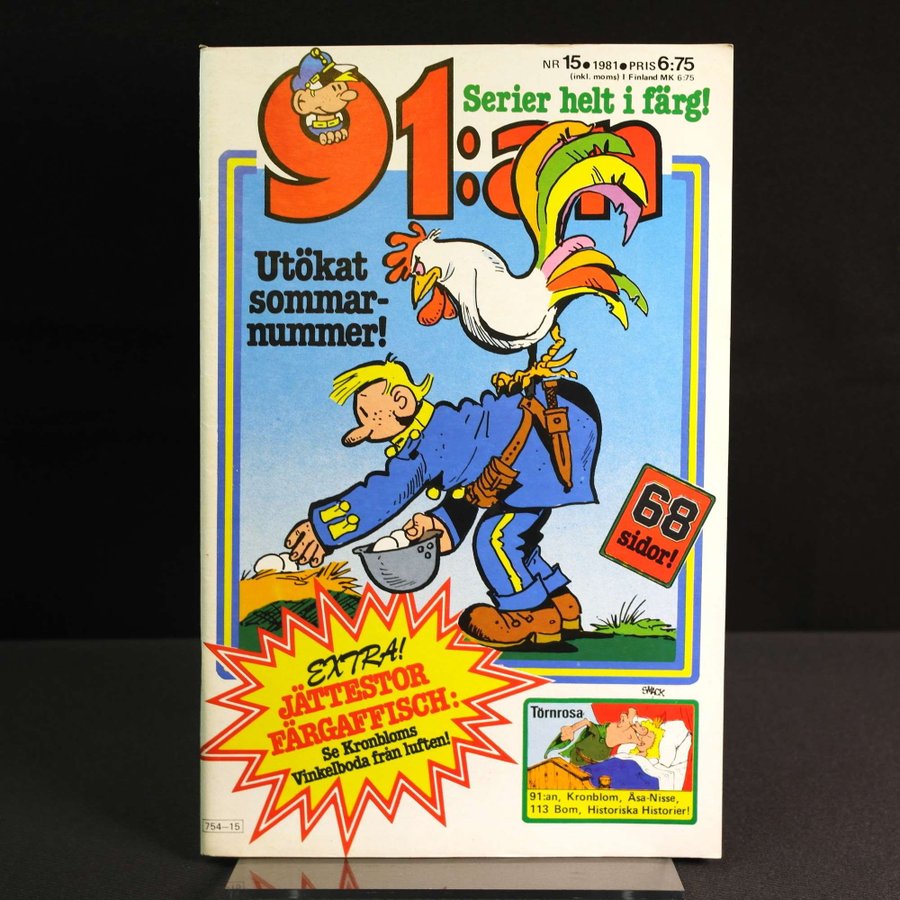 NR 15 • 1981 • PRIS 6:75
(inkl. moms) I Finland MK 6:75
91:an
Serier helt i färg!
Utökat
sommar-
nummer!
68
sidor!
EXTRA!
JÄTTESTOR
FÄRGAFFISCH:
Se Kronbloms
Vinkelboda från luften!
SMACK
Törnrosa
91:an, Kronblom, Åsa-Nisse,
113 Bom, Historiska Historier!
754—15